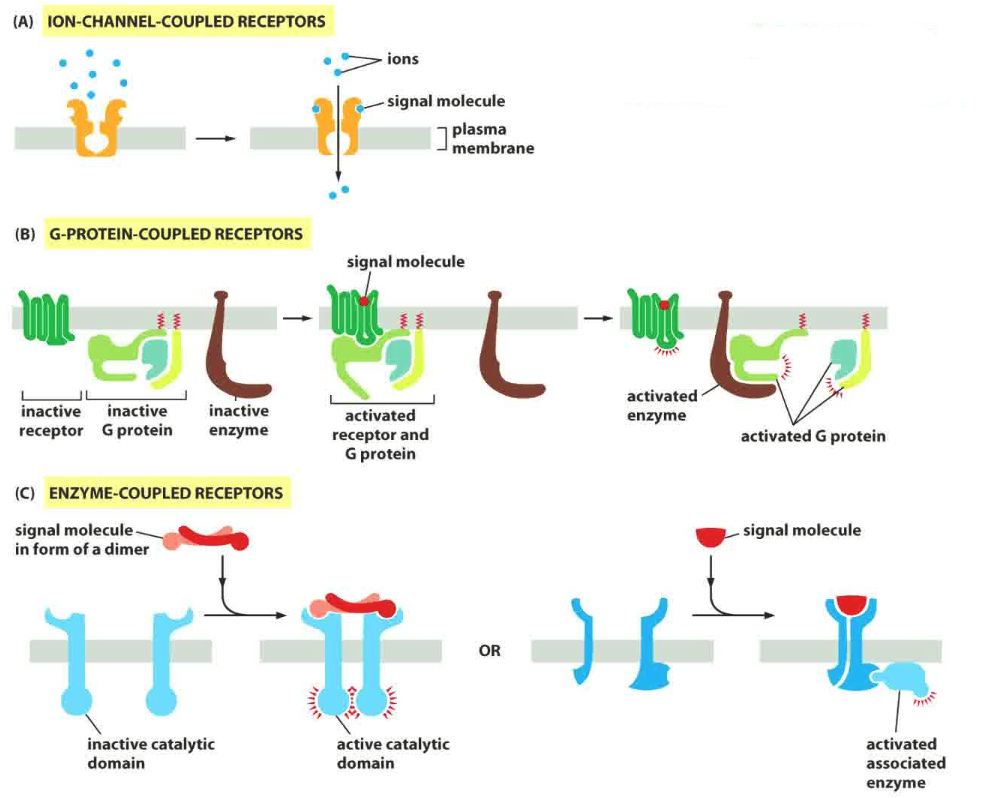 (A) ION-CHANNEL-COUPLED RECEPTORS
ions
signal molecule
plasma
membrane
(B) G-PROTEIN-COUPLED RECEPTORS
signal molecule
inactive
receptor
inactive
G protein
inactive
enzyme
activated
receptor and
G protein
activated
enzyme
activated G protein
(C) ENZYME-COUPLED RECEPTORS
signal molecule
in form of a dimer
signal molecule
OR
inactive catalytic
domain
active catalytic
domain
activated
associated
enzyme